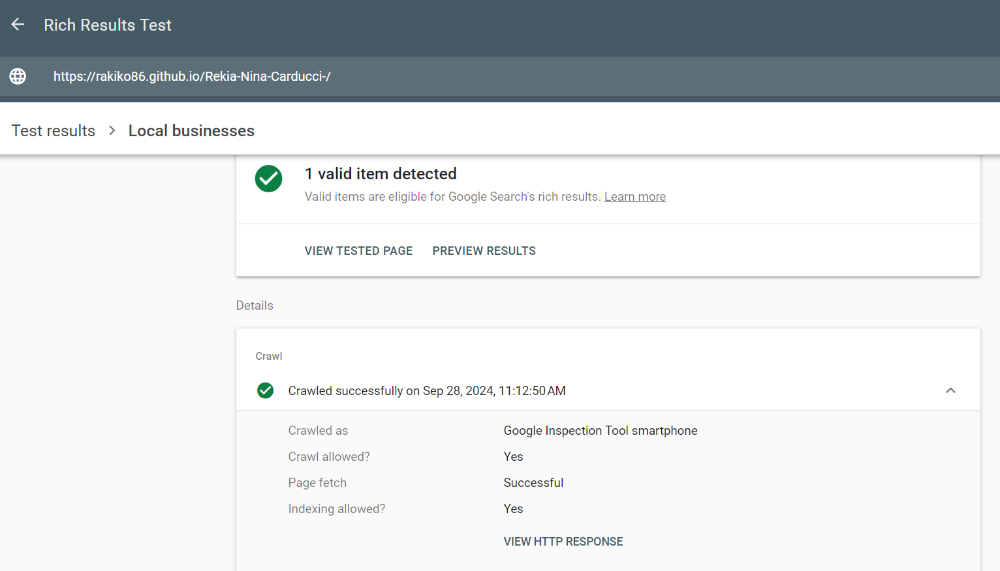 Rich Results Test
https://rakiko86.github.io/Rekia-Nina-Carducci-/
Test results > Local businesses
1 valid item detected
Valid items are eligible for Google Search's rich results. Learn more
VIEW TESTED PAGE PREVIEW RESULTS
Details
Crawl
Crawled successfully on Sep 28, 2024, 11:12:50 AM
Crawled as Google Inspection Tool smartphone
Crawl allowed? Yes
Page fetch Successful
Indexing allowed? Yes
VIEW HTTP RESPONSE